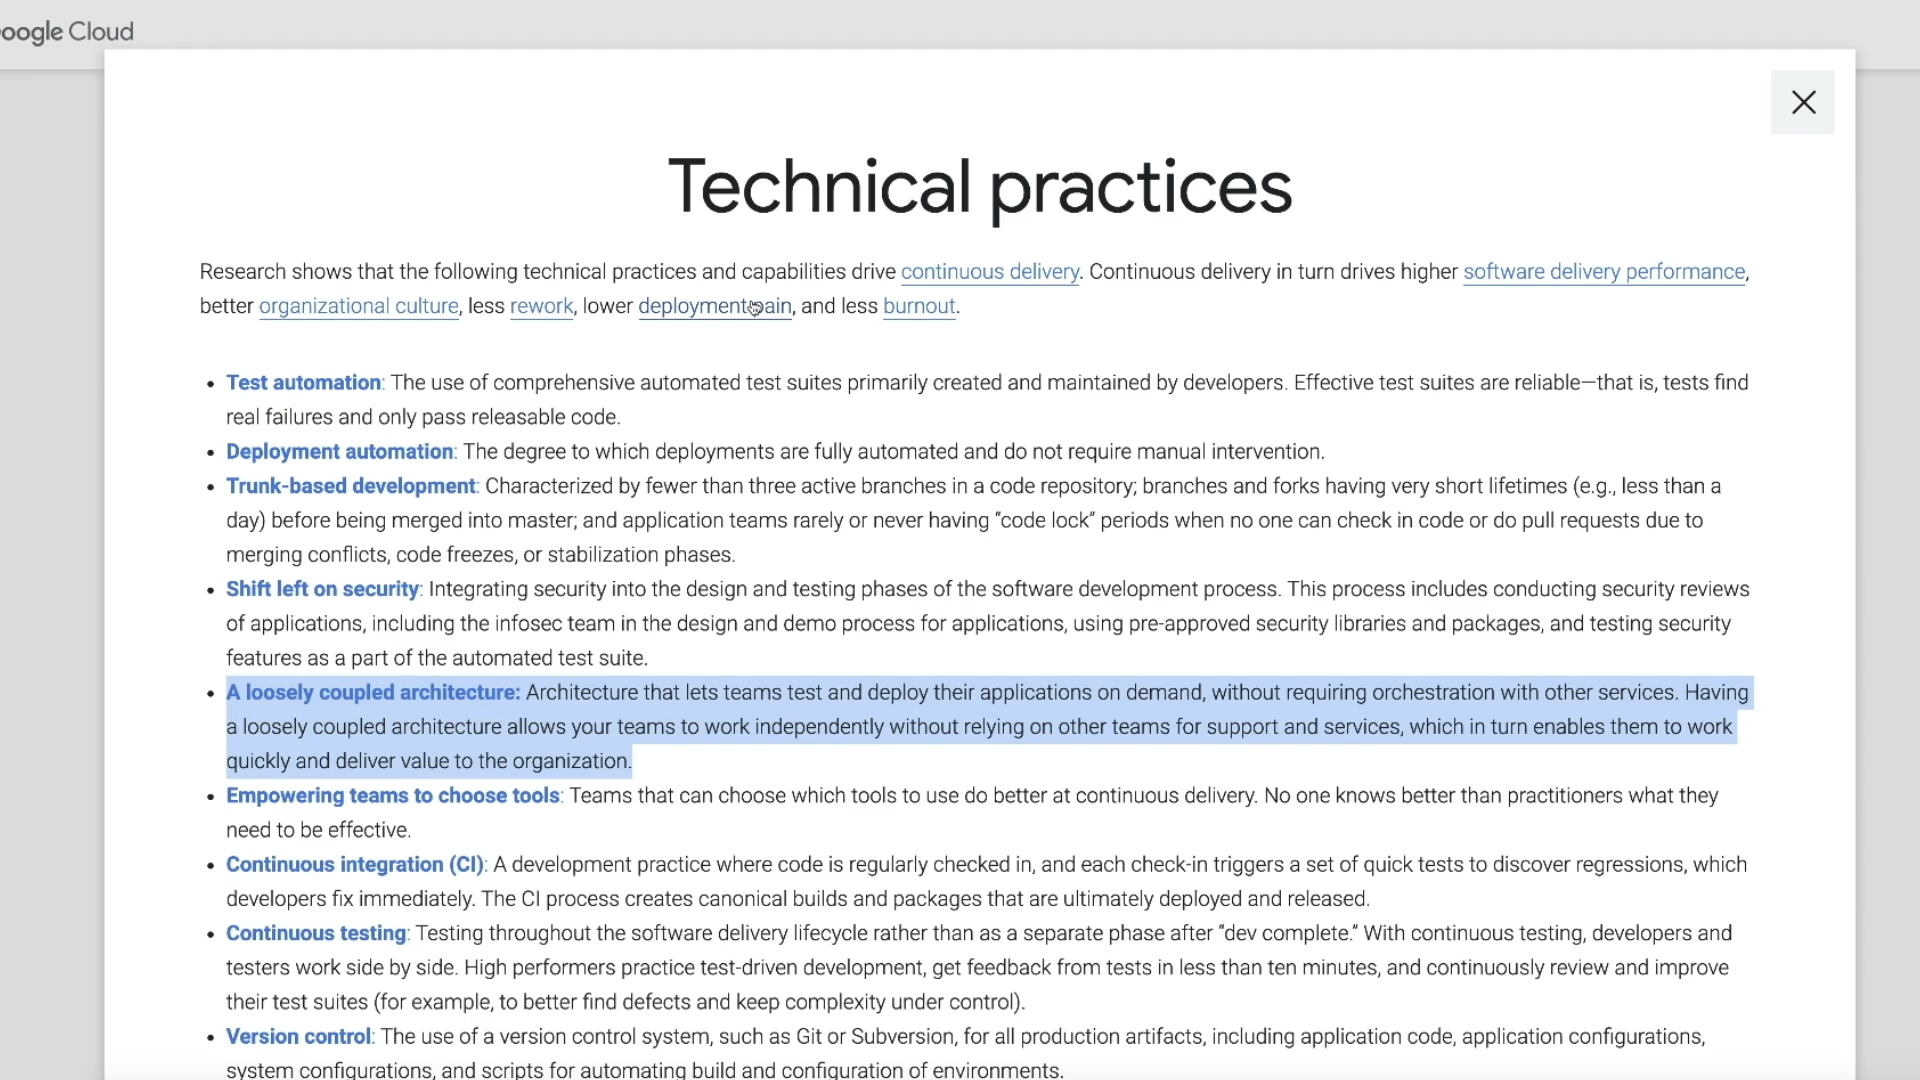 oogle Cloud
Technical practices
Research shows that the following technical practices and capabilities drive continuous delivery. Continuous delivery in turn drives higher software delivery performance,
better organizational culture, less rework, lower deployment pain, and less burnout.
• Test automation: The use of comprehensive automated test suites primarily created and maintained by developers. Effective test suites are reliable—that is, tests find
real failures and only pass releasable code.
• Deployment automation: The degree to which deployments are fully automated and do not require manual intervention.
• Trunk-based development: Characterized by fewer than three active branches in a code repository; branches and forks having very short lifetimes (e.g., less than a
day) before being merged into master; and application teams rarely or never having “code lock” periods when no one can check in code or do pull requests due to
merging conflicts, code freezes, or stabilization phases.
• Shift left on security: Integrating security into the design and testing phases of the software development process. This process includes conducting security reviews
of applications, including the infosec team in the design and demo process for applications, using pre-approved security libraries and packages, and testing security
features as a part of the automated test suite.
• A loosely coupled architecture: Architecture that lets teams test and deploy their applications on demand, without requiring orchestration with other services. Having
a loosely coupled architecture allows your teams to work independently without relying on other teams for support and services, which in turn enables them to work
quickly and deliver value to the organization.
• Empowering teams to choose tools: Teams that can choose which tools to use do better at continuous delivery. No one knows better than practitioners what they
need to be effective.
• Continuous integration (CI): A development practice where code is regularly checked in, and each check-in triggers a set of quick tests to discover regressions, which
developers fix immediately. The CI process creates canonical builds and packages that are ultimately deployed and released.
• Continuous testing: Testing throughout the software delivery lifecycle rather than as a separate phase after “dev complete.” With continuous testing, developers and
testers work side by side. High performers practice test-driven development, get feedback from tests in less than ten minutes, and continuously review and improve
their test suites (for example, to better find defects and keep complexity under control).
• Version control: The use of a version control system, such as Git or Subversion, for all production artifacts, including application code, application configurations,
system configurations, and scripts for automating build and configuration of environments.